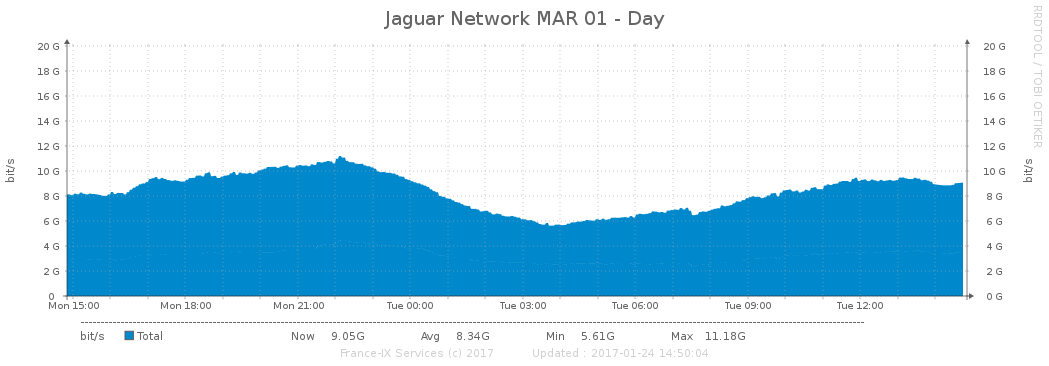 Jaguar Network MAR 01 - Day
RRDTOOL / TOBI OETIKER
bit/s
20 G
18 G
16 G
14 G
12 G
10 G
8 G
6 G
4 G
2 G
0
20 G
18 G
16 G
14 G
12 G
10 G
8 G
6 G
4 G
2 G
0 G
bit/s
Mon 15:00 Mon 18:00 Mon 21:00 Tue 00:00 Tue 03:00 Tue 06:00 Tue 09:00 Tue 12:00
bit/s Total Now 9.05G Avg 8.34G Min 5.61G Max 11.18G
France-IX Services (c) 2017 Updated : 2017-01-24 14:50:04